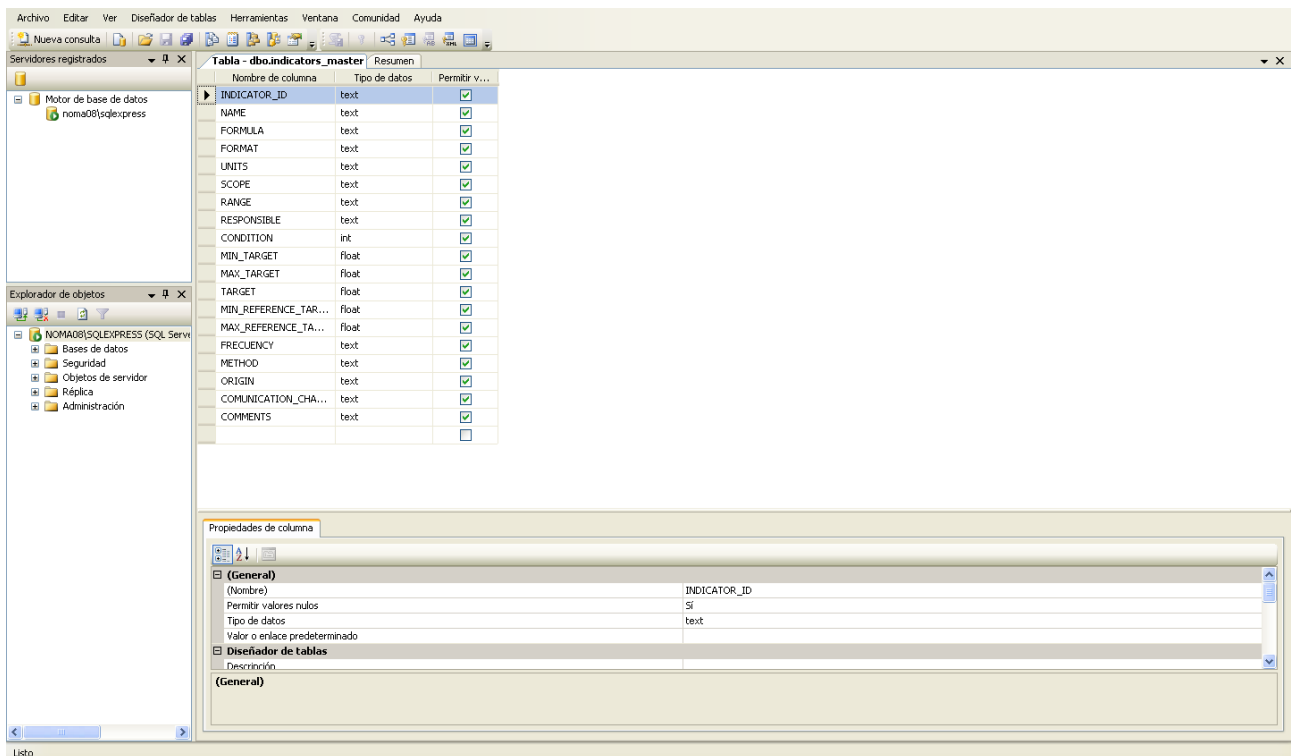 Archivo Editar Ver Diseñador de tablas Herramientas Ventana Comunidad Ayuda
Nueva consulta
Servidores registrados
Motor de base de datos
noma08\sqlexpress
Explorador de objetos
NOMA08\SQLEXPRESS (SQL Serve
Bases de datos
Seguridad
Objetos de servidor
Réplica
Administración
Tabla - dbo.indicators_master Resumen
Nombre de columna Tipo de datos Permitir v...
INDICATOR_ID text
NAME text
FORMULA text
FORMAT text
UNITS text
SCOPE text
RANGE text
RESPONSIBLE text
CONDITION int
MIN_TARGET float
MAX_TARGET float
TARGET float
MIN_REFERENCE_TAR... float
MAX_REFERENCE_TA... float
FRECUENCY text
METHOD text
ORIGIN text
COMUNICATION_CHA... text
COMMENTS text
Propiedades de columna
(General)
(Nombre) INDICATOR_ID
Permitir valores nulos Sí
Tipo de datos text
Valor o enlace predeterminado
Diseñador de tablas
Descripción
(General)
Listo